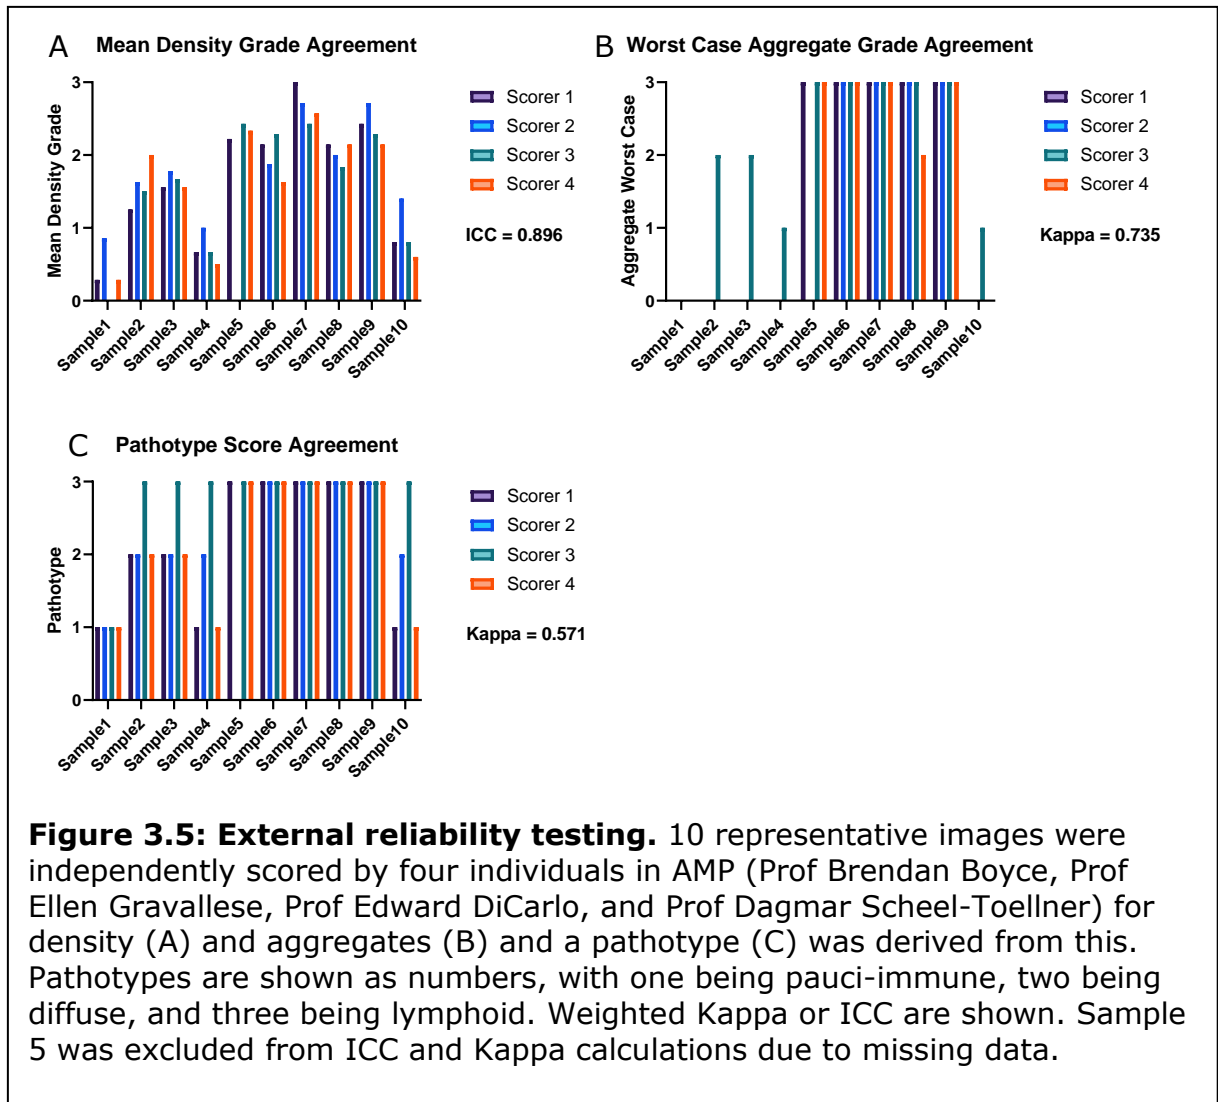 A Mean Density Grade Agreement
Mean Density Grade
3
2
1
0
Sample1
Sample2
Sample3
Sample4
Sample5
Sample6
Sample7
Sample8
Sample9
Sample10
Scorer 1
Scorer 2
Scorer 3
Scorer 4
ICC = 0.896
B Worst Case Aggregate Grade Agreement
Aggregate Worst Case
3
2
1
0
Sample1
Sample2
Sample3
Sample4
Sample5
Sample6
Sample7
Sample8
Sample9
Sample10
Scorer 1
Scorer 2
Scorer 3
Scorer 4
Kappa = 0.735
C Pathotype Score Agreement
Pathotype
3
2
1
0
Sample1
Sample2
Sample3
Sample4
Sample5
Sample6
Sample7
Sample8
Sample9
Sample10
Scorer 1
Scorer 2
Scorer 3
Scorer 4
Kappa = 0.571
Figure 3.5: External reliability testing. 10 representative images were
independently scored by four individuals in AMP (Prof Brendan Boyce, Prof
Ellen Gravallese, Prof Edward DiCarlo, and Prof Dagmar Scheel-Toellner) for
density (A) and aggregates (B) and a pathotype (C) was derived from this.
Pathotypes are shown as numbers, with one being pauci-immune, two being
diffuse, and three being lymphoid. Weighted Kappa or ICC are shown. Sample
5 was excluded from ICC and Kappa calculations due to missing data.